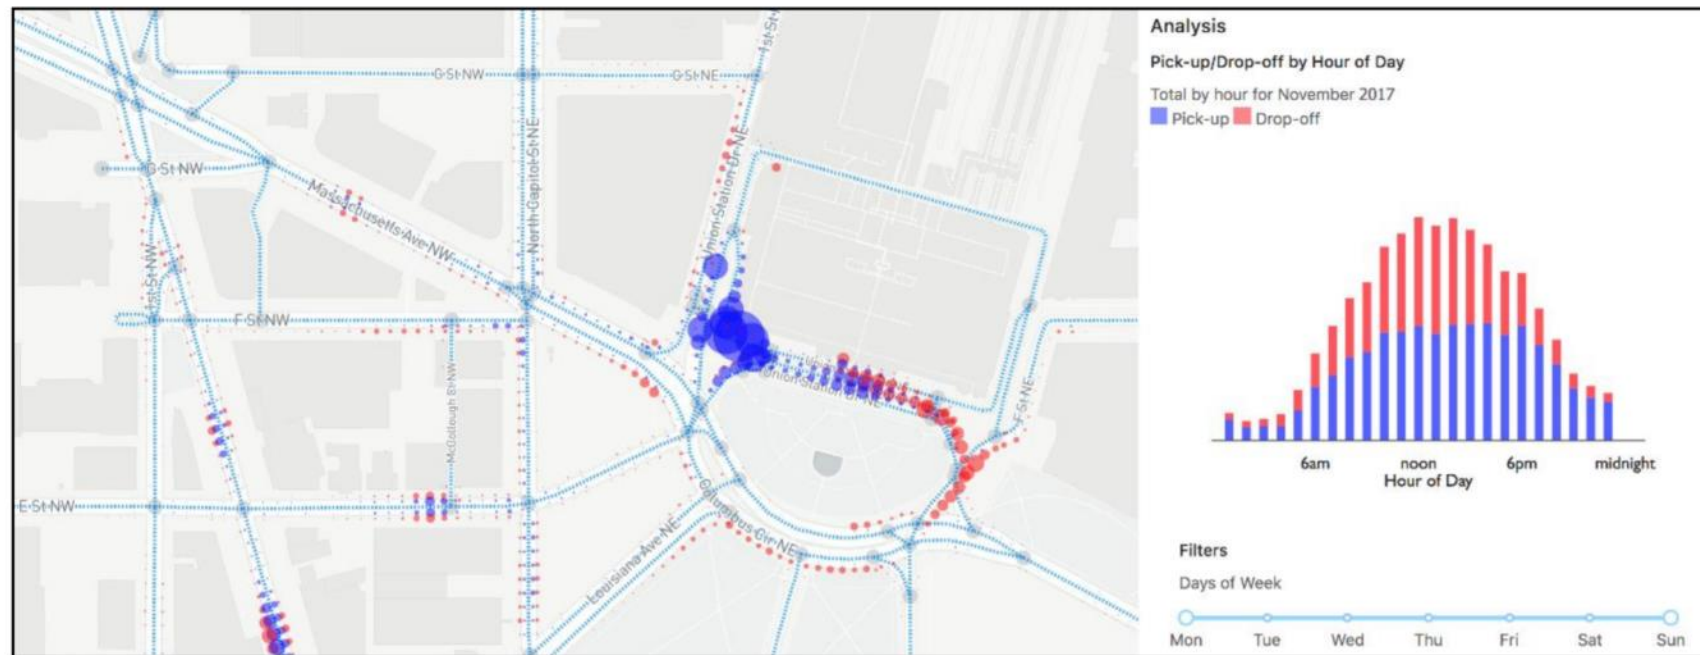 1st St
G St NW
G St NE
G St NW
Massachusetts Ave NW
North Capitol St NE
Union Station Dr NE
1st St NW
F St NW
McCollough St NW
Union Station Dr NE
F St NE
E St NW
Columbus Cir NE
Louisiana Ave NE
Analysis
Pick-up/Drop-off by Hour of Day
Total by hour for November 2017
Pick-up Drop-off
6am noon 6pm midnight
Hour of Day
Filters
Days of Week
Mon Tue Wed Thu Fri Sat Sun